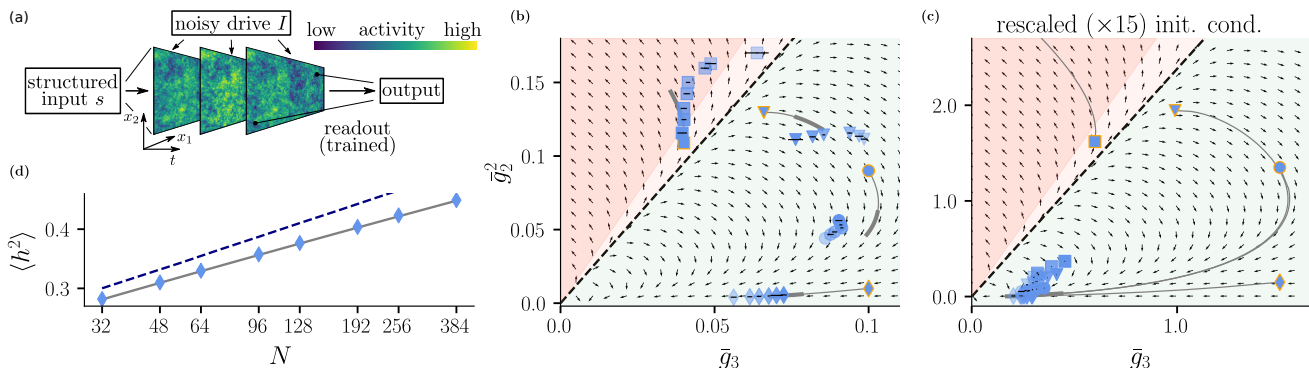 (a)
noisy drive I
low activity high
structured
input s
output
readout
(trained)
x₂
x₁
t
(d)
⟨h²⟩
0.4
0.3
32 48 64 96 128 192 256 384
N
(b)
ḡ₂²
0.15
0.10
0.05
0.0
0.0 0.05 0.1
ḡ₃
(c)
rescaled (×15) init. cond.
2.0
1.0
0.0
0.0 1.0
ḡ₃